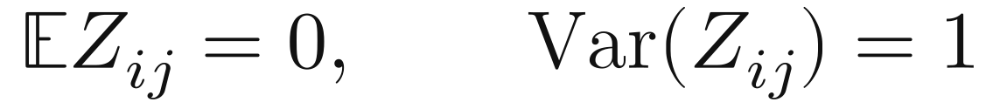 𝔼Z_{ij} = 0, Var(Z_{ij}) = 1